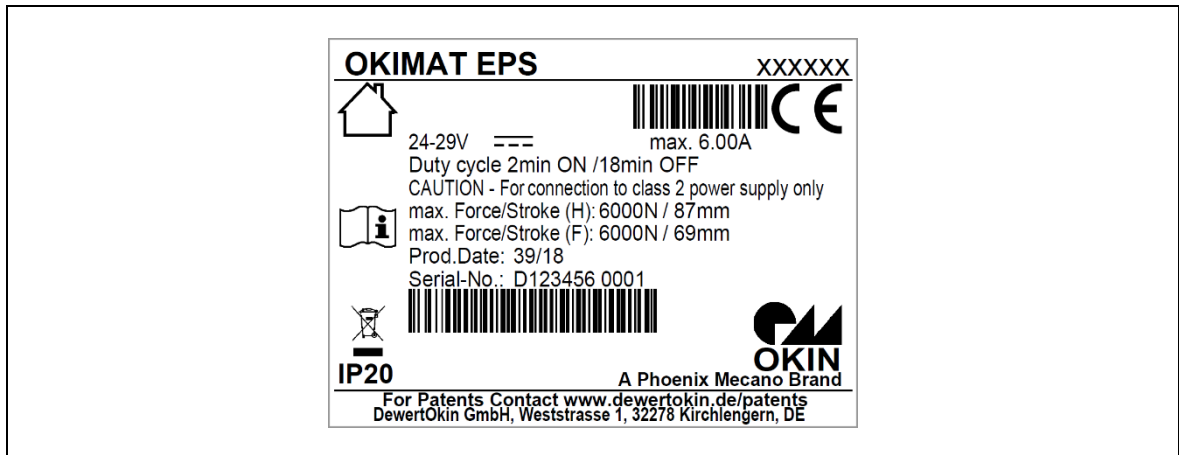 OKIMAT EPS XXXXXX
CE
24-29V max. 6.00A
Duty cycle 2min ON /18min OFF
CAUTION - For connection to class 2 power supply only
max. Force/Stroke (H): 6000N / 87mm
max. Force/Stroke (F): 6000N / 69mm
Prod.Date: 39/18
Serial-No.: D123456 0001
OKIN
IP20 A Phoenix Mecano Brand
For Patents Contact www.dewertokin.de/patents
DewertOkin GmbH, Weststrasse 1, 32278 Kirchlengern, DE